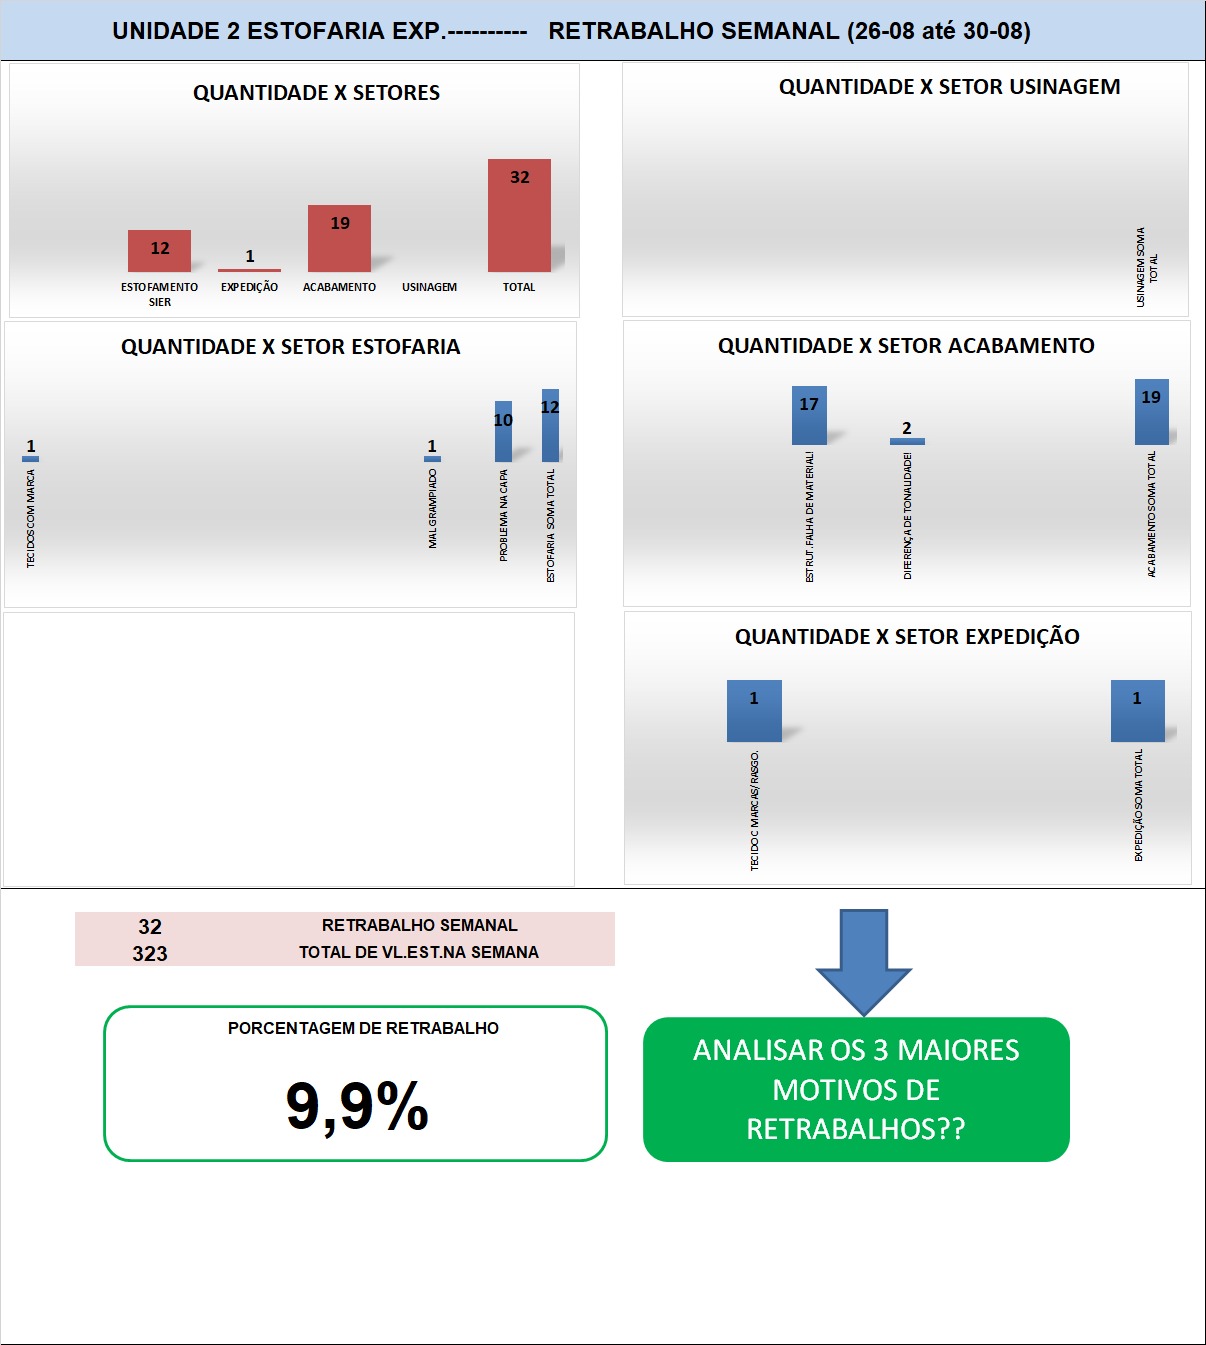 UNIDADE 2 ESTOFARIA EXP.---------- RETRABALHO SEMANAL (26-08 até 30-08)
QUANTIDADE X SETORES
32
19
12
1
ESTOFAMENTO SIER
EXPEDIÇÃO
ACABAMENTO
USINAGEM
TOTAL
QUANTIDADE X SETOR USINAGEM
USINAGEM SOMA TOTAL
QUANTIDADE X SETOR ESTOFARIA
1
1
10
12
TECIDOS COM MARCA
MAL GRAMPIADO
PROBLEMA NA CAPA
ESTOFARIA SOMA TOTAL
QUANTIDADE X SETOR ACABAMENTO
17
2
19
ESTRUT. FALHA DE MATERIAL!
DIFERENÇA DE TONALIDADE!
ACABAMENTO SOMA TOTAL
QUANTIDADE X SETOR EXPEDIÇÃO
1
1
TECIDO C MARCAS/RASGO.
EXPEDIÇÃO SOMA TOTAL
32 RETRABALHO SEMANAL
323 TOTAL DE VL.EST.NA SEMANA
PORCENTAGEM DE RETRABALHO
9,9%
ANALISAR OS 3 MAIORES
MOTIVOS DE
RETRABALHOS??